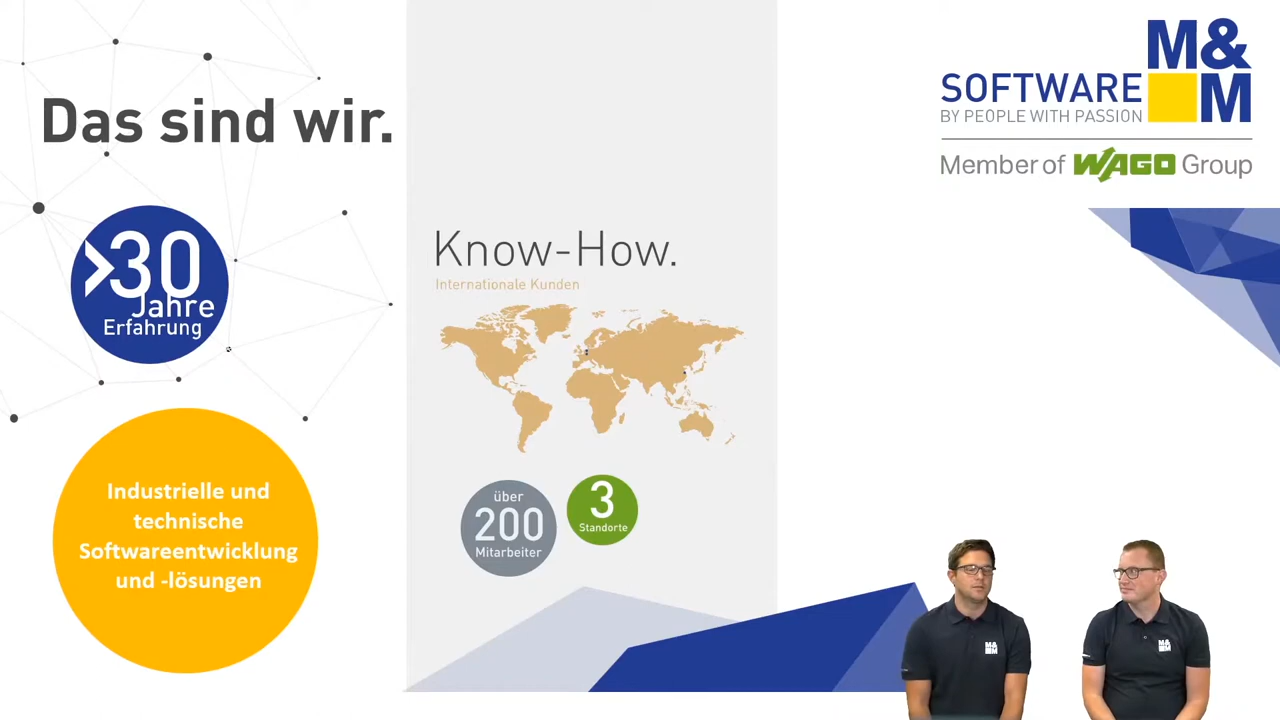 Das sind wir.
>30
Jahre
Erfahrung
Industrielle und
technische
Softwareentwicklung
und -lösungen
Know-How.
Internationale Kunden
über
200
Mitarbeiter
3
Standorte
M&
SOFTWARE M
BY PEOPLE WITH PASSION
Member of WAGO Group
M&
M
M&
M